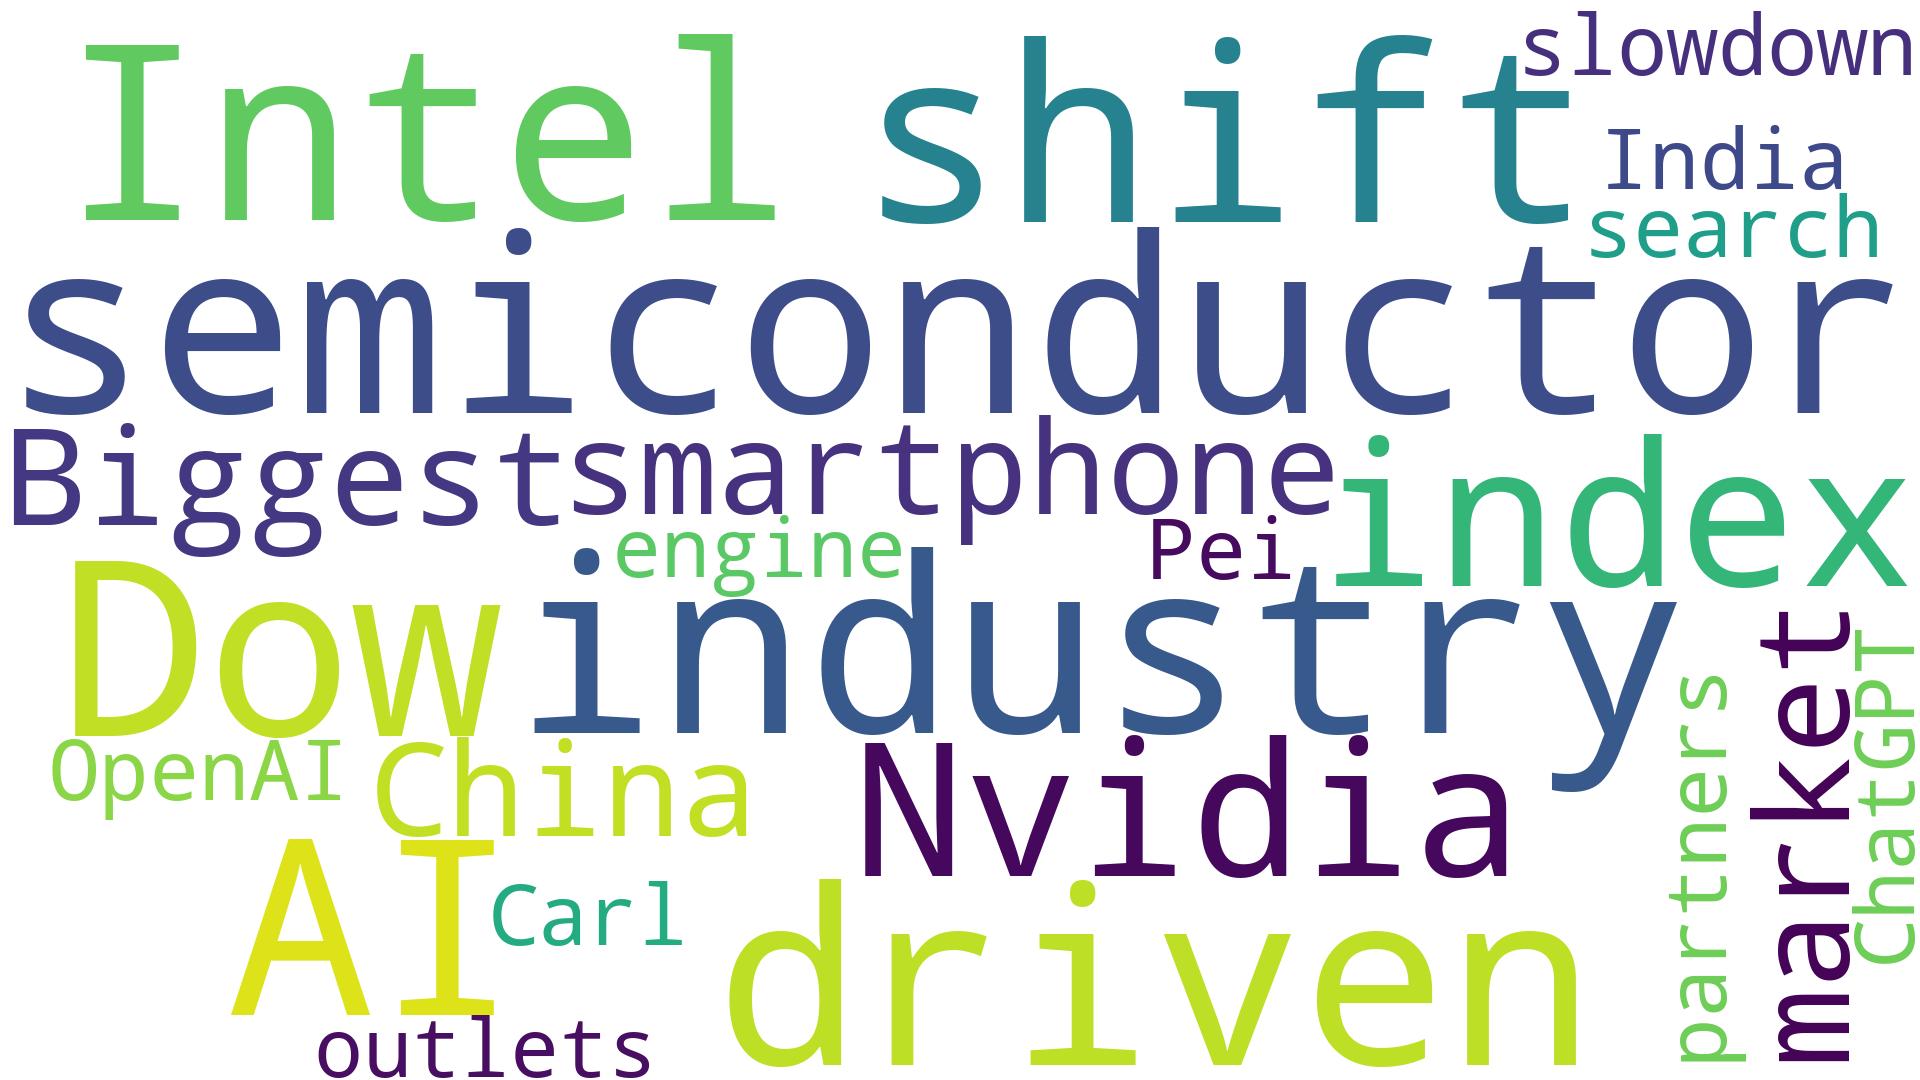 Intel shift slowdown
India
search
semiconductor
Biggest smartphone index
engine Pei
Dow industry
OpenAI China Nvidia
partners market ChatGPT
AI Carl driven
outlets